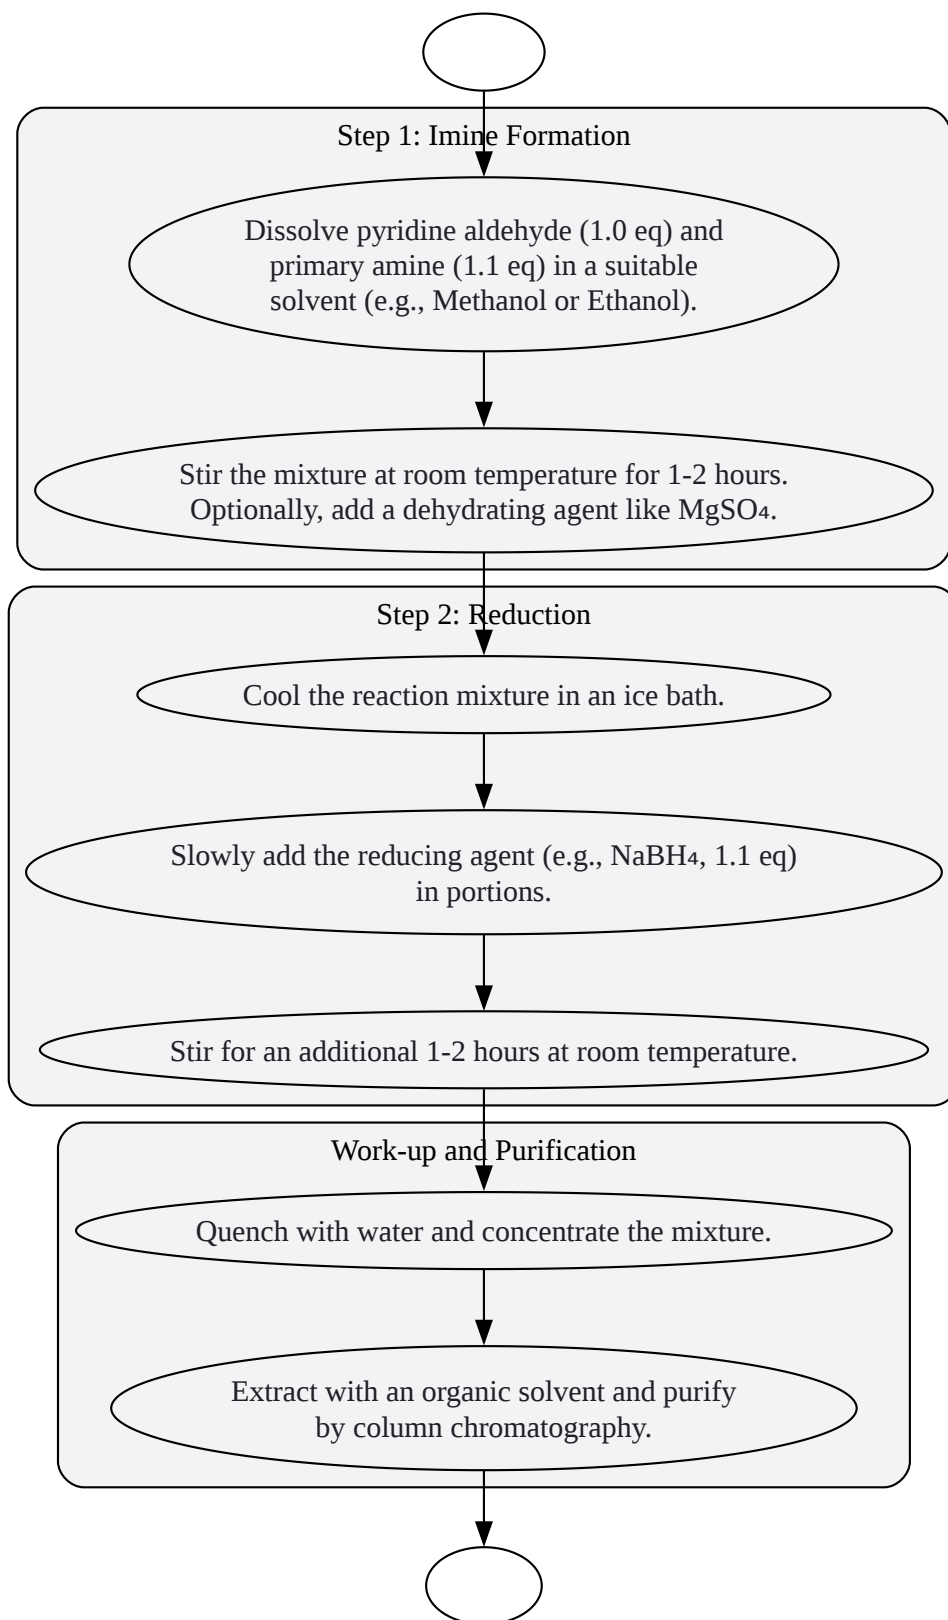 Step 1: Imine Formation
Dissolve pyridine aldehyde (1.0 eq) and
primary amine (1.1 eq) in a suitable
solvent (e.g., Methanol or Ethanol).
Stir the mixture at room temperature for 1-2 hours.
Optionally, add a dehydrating agent like MgSO₄.
Step 2: Reduction
Cool the reaction mixture in an ice bath.
Slowly add the reducing agent (e.g., NaBH₄, 1.1 eq)
in portions.
Stir for an additional 1-2 hours at room temperature.
Work-up and Purification
Quench with water and concentrate the mixture.
Extract with an organic solvent and purify
by column chromatography.